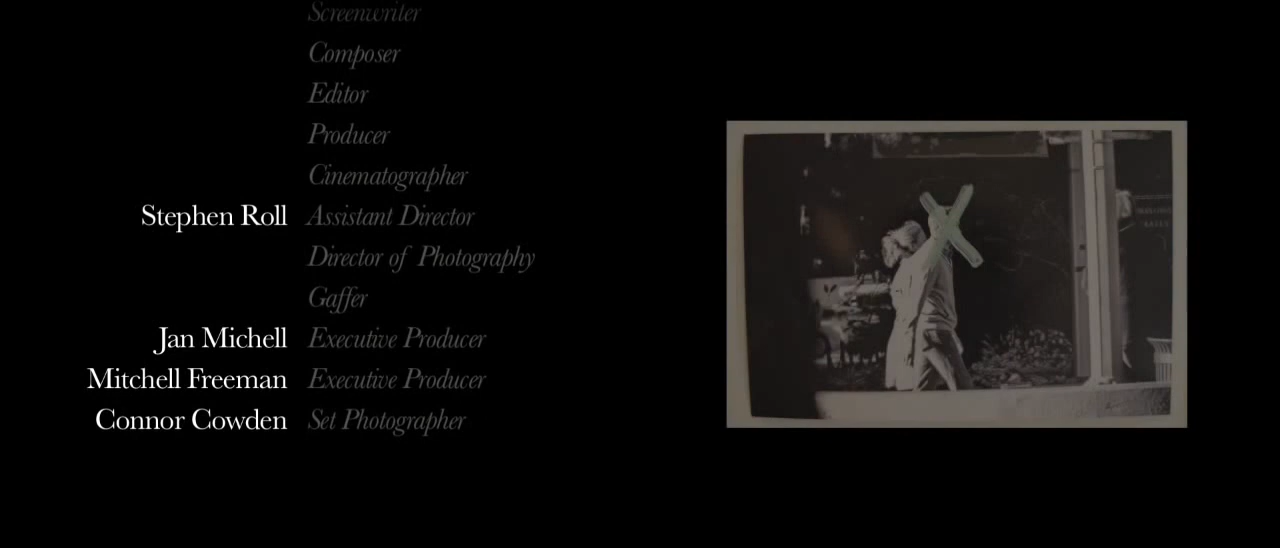 Screenwriter
Composer
Editor
Producer
Cinematographer
Stephen Roll Assistant Director
Director of Photography
Gaffer
Jan Michell Executive Producer
Mitchell Freeman Executive Producer
Connor Cowden Set Photographer